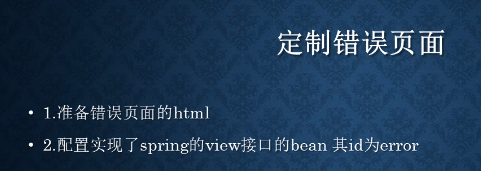 定制错误页面
• 1.准备错误页面的html
• 2.配置实现了spring的view接口的bean 其id为error